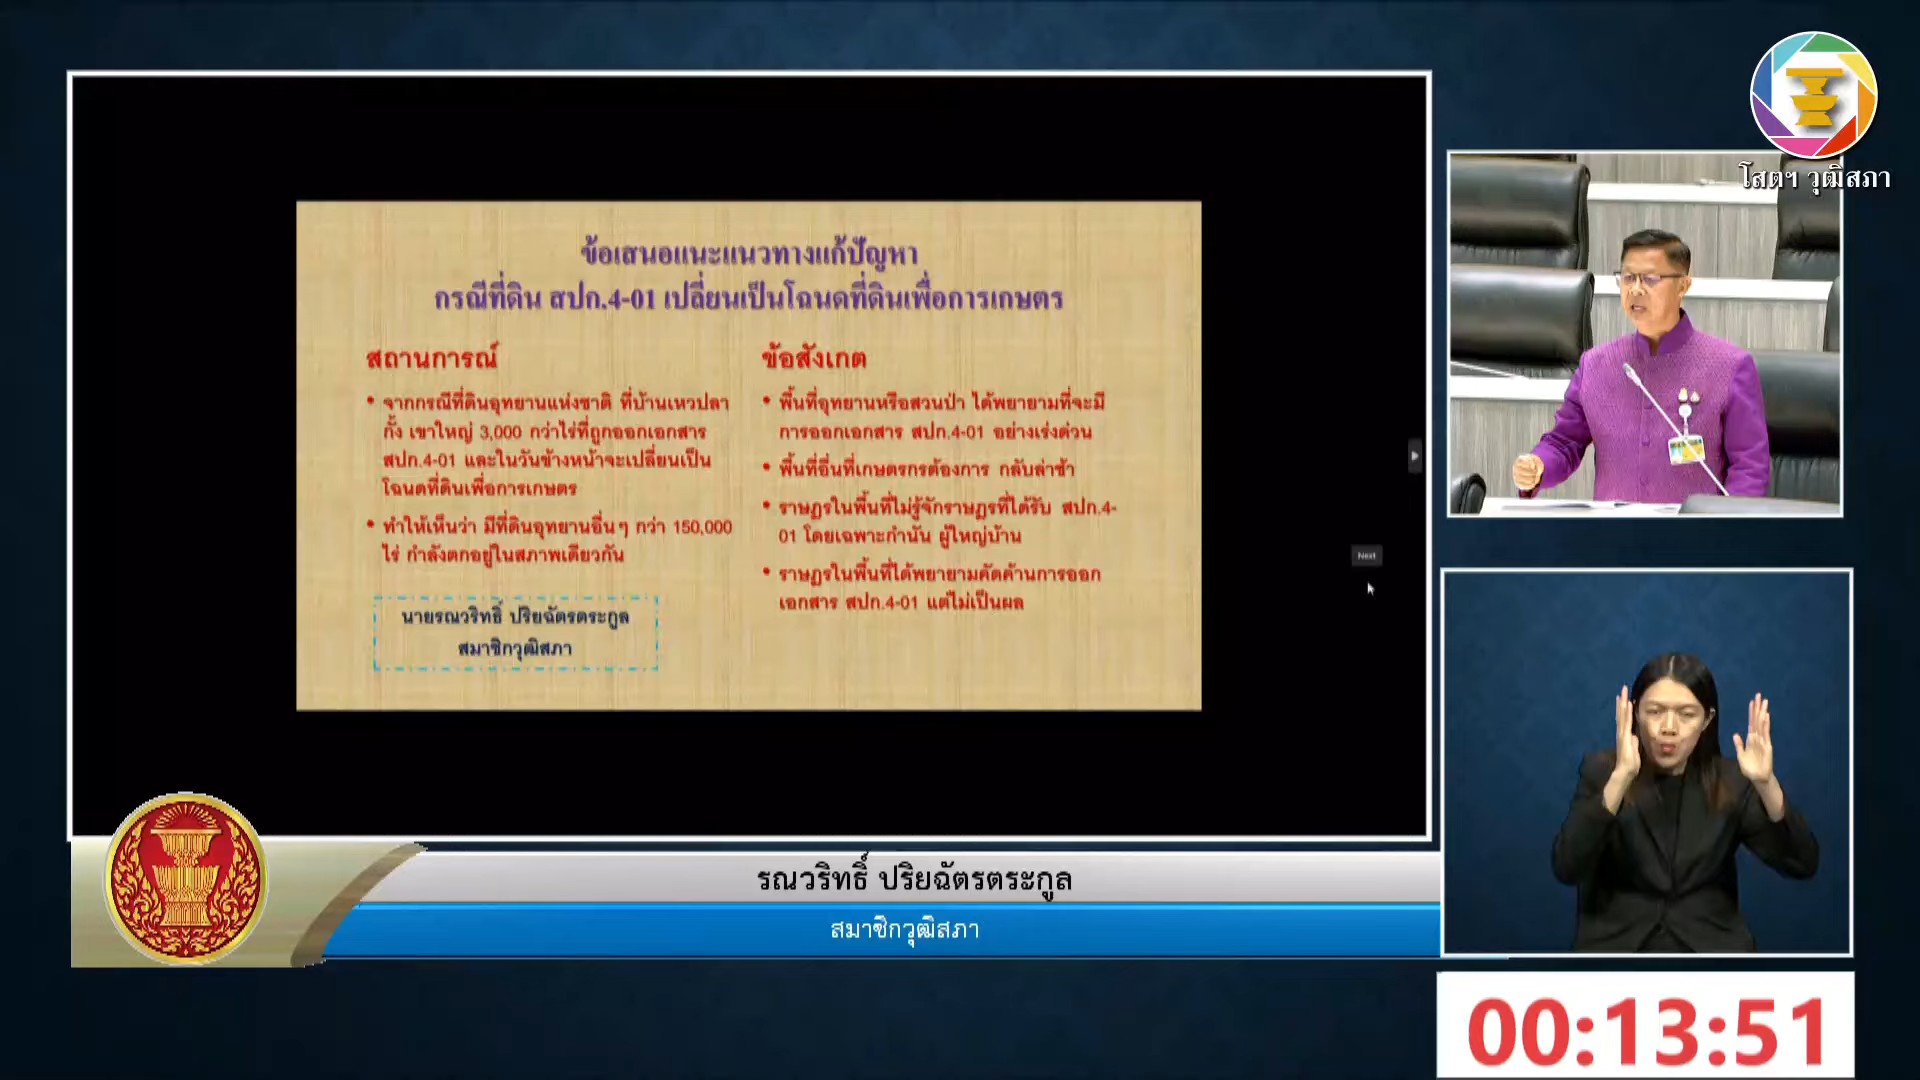 โสตฯ วุฒิสภา
ข้อเสนอแนะแนวทางแก้ปัญหา
กรณีที่ดิน สปก.4-01 เปลี่ยนเป็นโฉนดที่ดินเพื่อการเกษตร
สถานการณ์
• จากกรณีที่ดินอุทยานแห่งชาติ ที่บ้านเหวปลา
กั้ง เขาใหญ่ 3,000 กว่าไร่ที่ถูกออกเอกสาร
สปก.4-01 และในวันข้างหน้าจะเปลี่ยนเป็น
โฉนดที่ดินเพื่อการเกษตร
• ทำให้เห็นว่า มีที่ดินอุทยานอื่นๆ กว่า 150,000
ไร่ กำลังตกอยู่ในสภาพเดียวกัน
นายรณวริทธิ์ ปริยฉัตรตระกูล
สมาชิกวุฒิสภา
ข้อสังเกต
• พื้นที่อุทยานหรือสวนป่า ได้พยายามที่จะมี
การออกเอกสาร สปก.4-01 อย่างเร่งด่วน
• พื้นที่อื่นที่เกษตรกรต้องการ กลับล่าช้า
• ราษฎรในพื้นที่ไม่รู้จักราษฎรที่ได้รับ สปก.4-
01 โดยเฉพาะกำนัน ผู้ใหญ่บ้าน
• ราษฎรในพื้นที่ได้พยายามคัดค้านการออก
เอกสาร สปก.4-01 แต่ไม่เป็นผล
Next
รณวริทธิ์ ปริยฉัตรตระกูล
สมาชิกวุฒิสภา
00:13:51